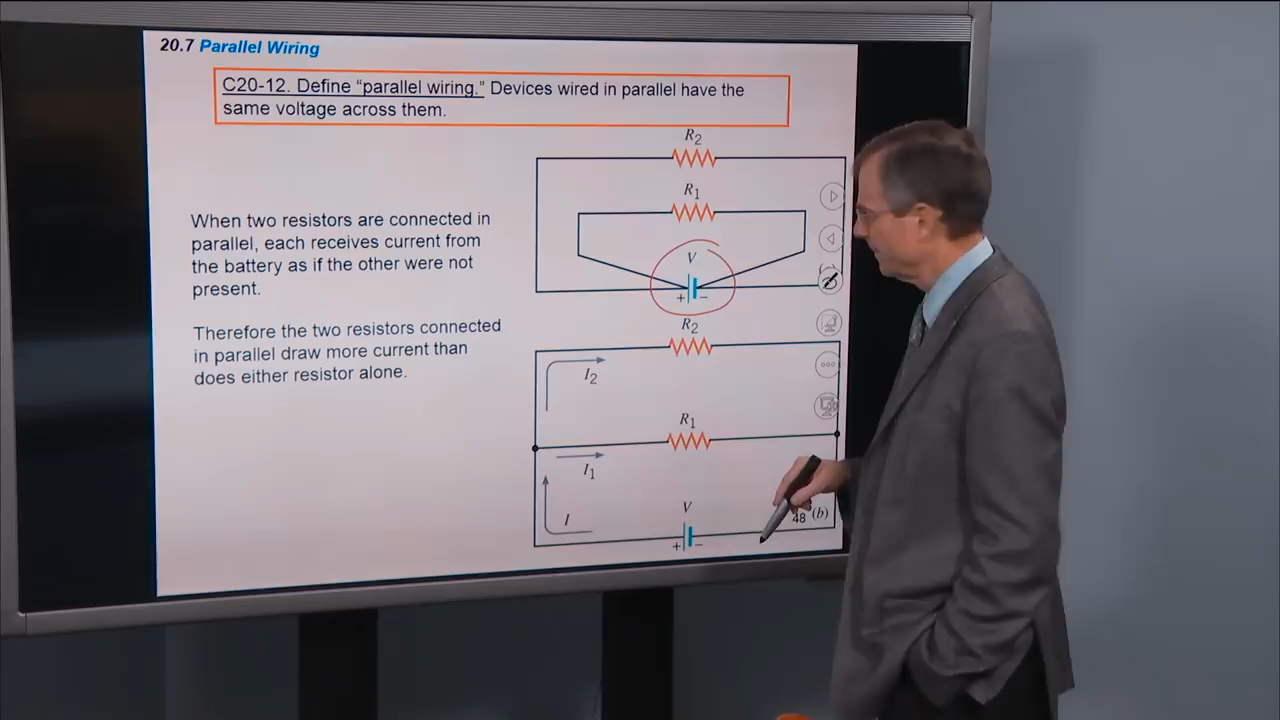 20.7 Parallel Wiring
C20-12. Define “parallel wiring.” Devices wired in parallel have the
same voltage across them.
R2
R1
When two resistors are connected in
parallel, each receives current from
the battery as if the other were not
present.
V
+ −
Therefore the two resistors connected
in parallel draw more current than
does either resistor alone.
R2
I2
R1
I1
I
V
+ −
48 (b)